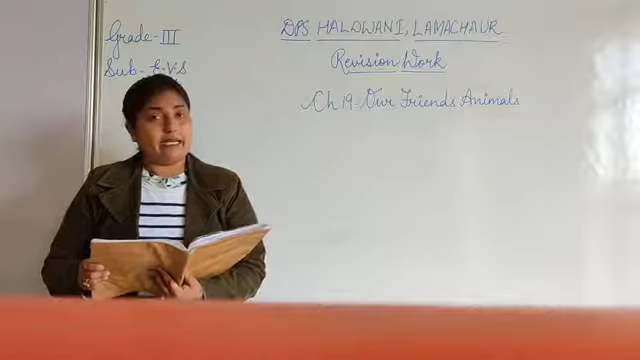 Grade-III
Sub- E.V.S
DPS HALDWANI, LAMACHAUR
Revision Work
Ch 19- Our Friends Animals